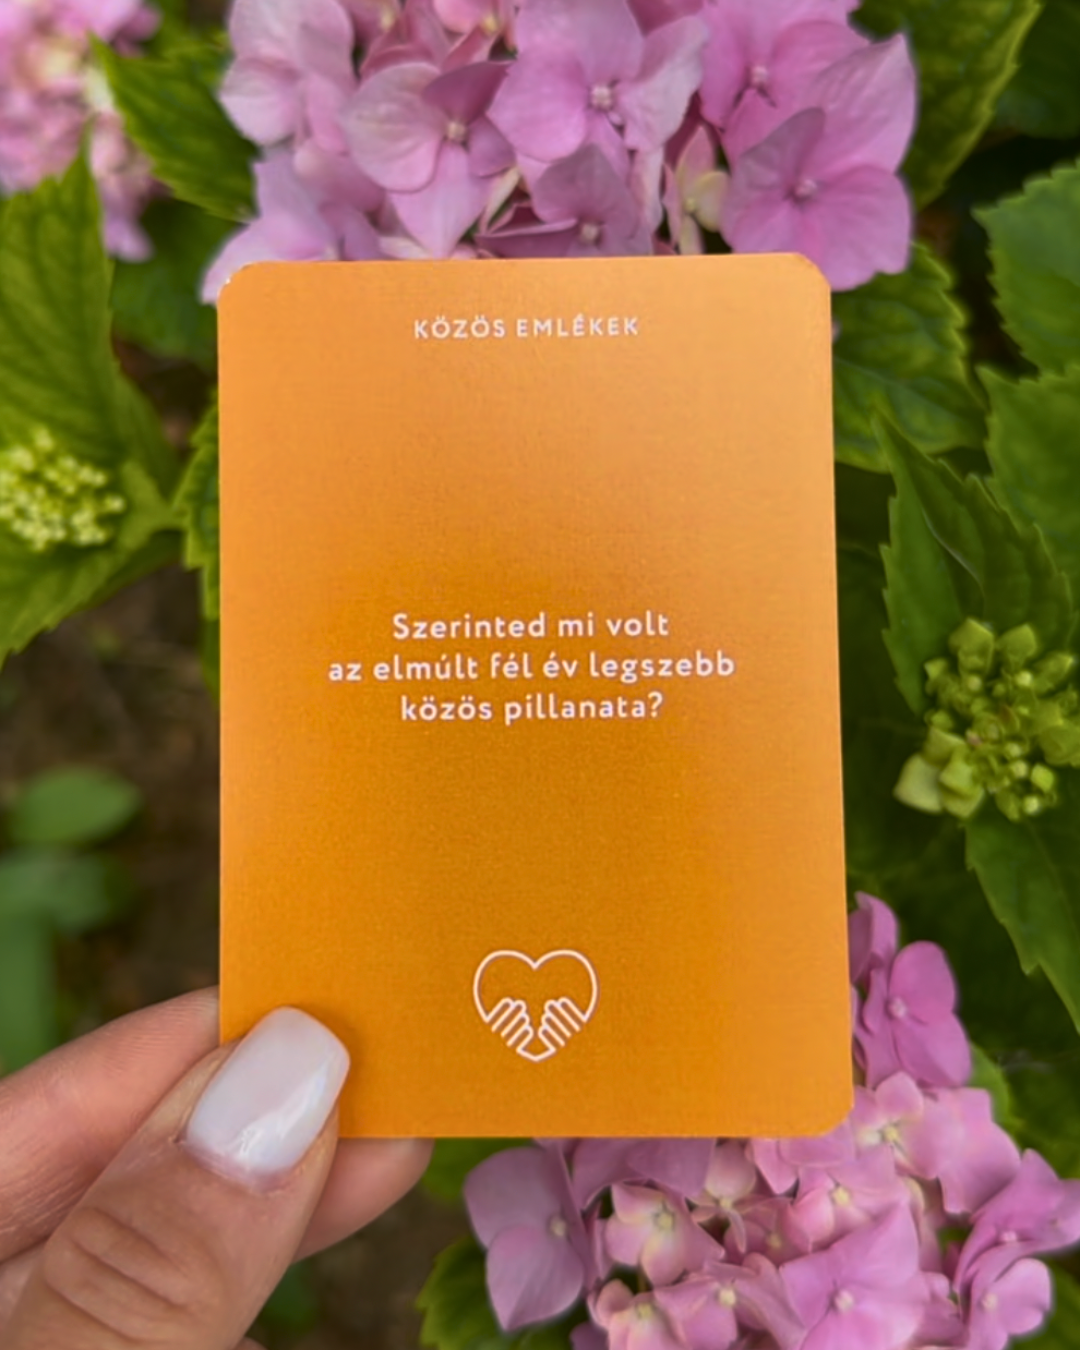 KÖZÖS EMLÉKEK
Szerinted mi volt
az elmúlt fél év legszebb
közös pillanata?